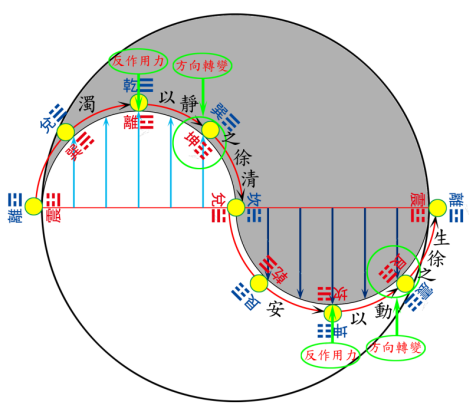 反作用力
方向轉變
乾
濁
以
靜
離
兌
巽
巽
坤
之
徐
清
離
震
兌
坎
震
離
乾
艮
艮
震
坎
坤
安
以
動
之
徐
生
反作用力
方向轉變